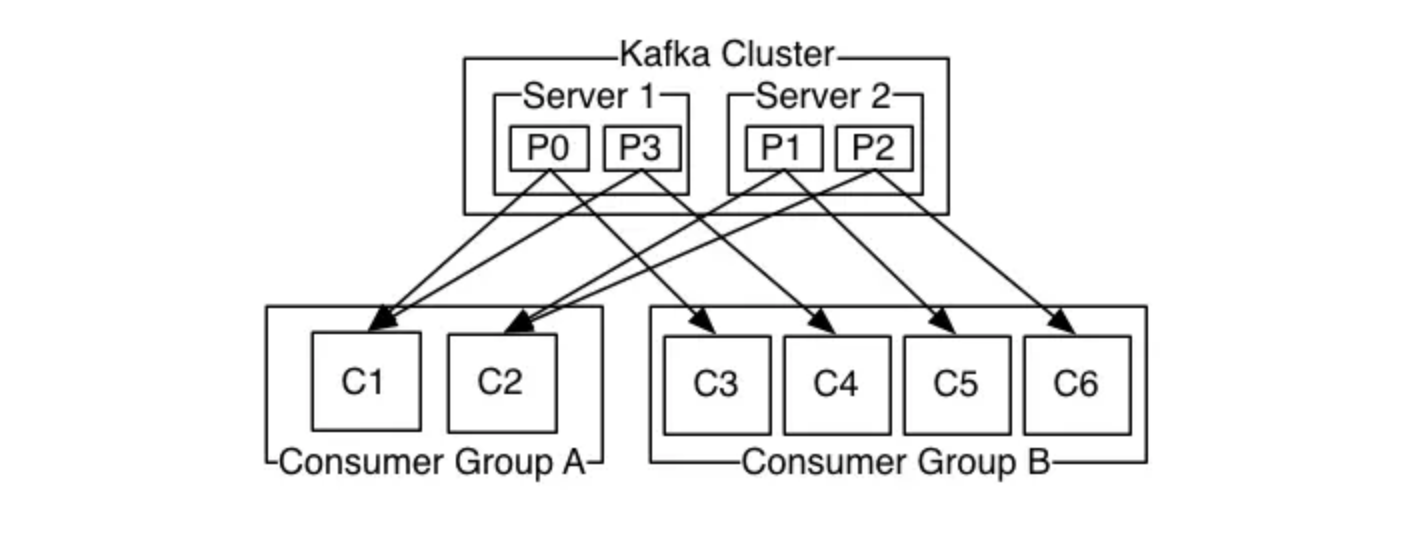 Kafka Cluster
Server 1 Server 2
P0 P3 P1 P2
C1 C2 C3 C4 C5 C6
Consumer Group A Consumer Group B